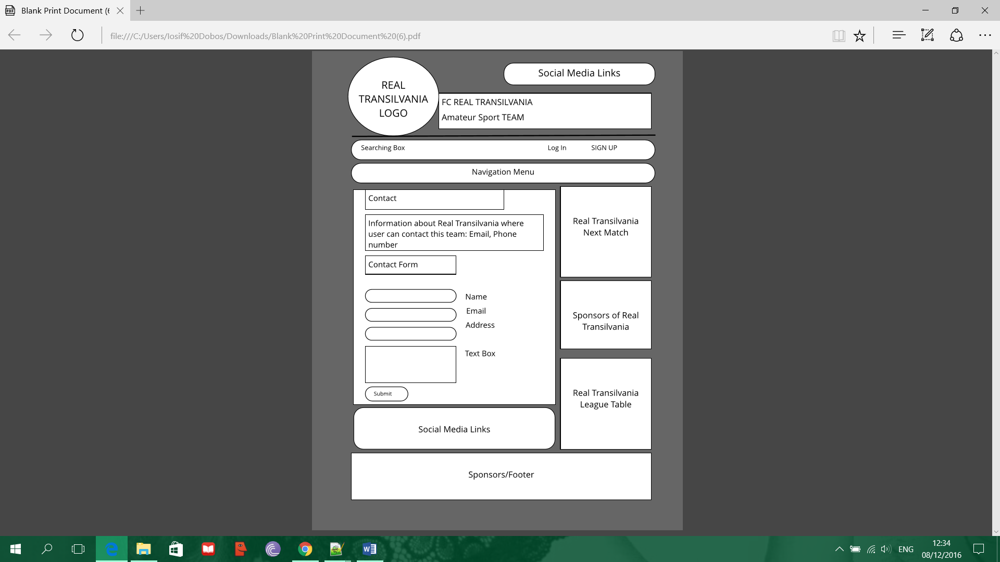 Blank Print Document (6
file:///C:/Users/Iosif%20Dobos/Downloads/Blank%20Print%20Document%20(6).pdf
REAL
TRANSILVANIA
LOGO
Social Media Links
FC REAL TRANSILVANIA
Amateur Sport TEAM
Searching Box Log In SIGN UP
Navigation Menu
Contact
Information about Real Transilvania where
user can contact this team: Email, Phone
number
Contact Form
Name
Email
Address
Text Box
Submit
Real Transilvania
Next Match
Sponsors of Real
Transilvania
Real Transilvania
League Table
Social Media Links
Sponsors/Footer
ENG
12:34
08/12/2016